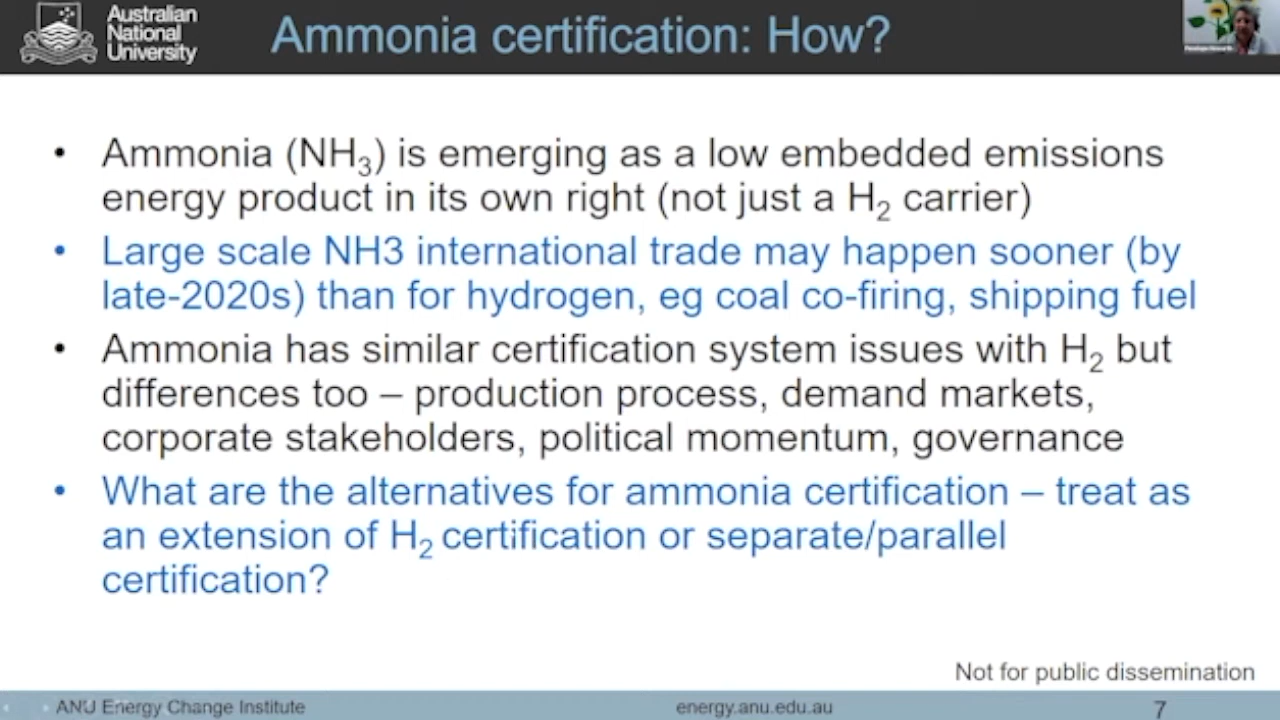 Australian
National
University
Ammonia certification: How?
• Ammonia (NH₃) is emerging as a low embedded emissions
energy product in its own right (not just a H₂ carrier)
• Large scale NH3 international trade may happen sooner (by
late-2020s) than for hydrogen, eg coal co-firing, shipping fuel
• Ammonia has similar certification system issues with H₂ but
differences too – production process, demand markets,
corporate stakeholders, political momentum, governance
• What are the alternatives for ammonia certification – treat as
an extension of H₂ certification or separate/parallel
certification?
Not for public dissemination
ANU Energy Change Institute
energy.anu.edu.au
7